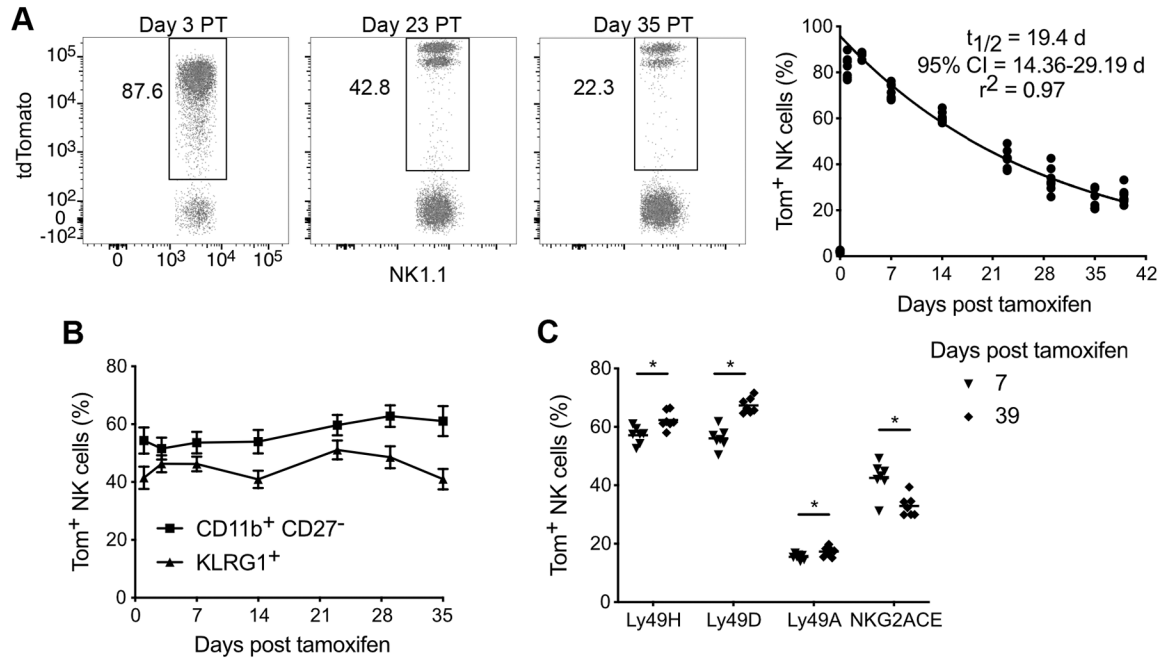 A
Day 3 PT
Day 23 PT
Day 35 PT
tdTomato
10⁵
10⁴
10³
10²
0
-10²
87.6
42.8
22.3
0 10³ 10⁴ 10⁵
NK1.1
Tom⁺ NK cells (%)
100
80
60
40
20
0
t1/2 = 19.4 d
95% CI = 14.36-29.19 d
r² = 0.97
0 7 14 21 28 35 42
Days post tamoxifen
B
Tom⁺ NK cells (%)
80
60
40
20
0
CD11b⁺ CD27⁻
KLRG1⁺
0 7 14 21 28 35
Days post tamoxifen
C
Tom⁺ NK cells (%)
80
60
40
20
0
* * * *
Ly49H Ly49D Ly49A NKG2ACE
Days post tamoxifen
7
39